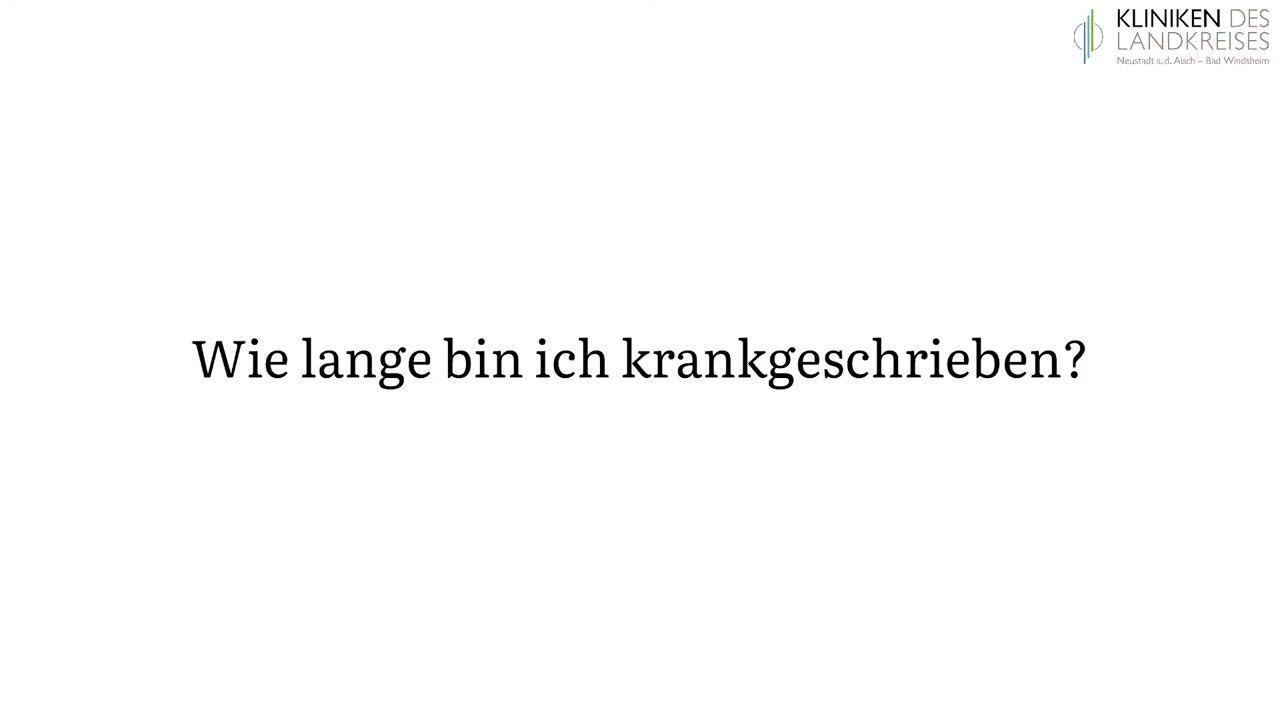 KLINIKEN DES
LANDKREISES
Neustadt a. d. Aisch – Bad Windsheim
Wie lange bin ich krankgeschrieben?